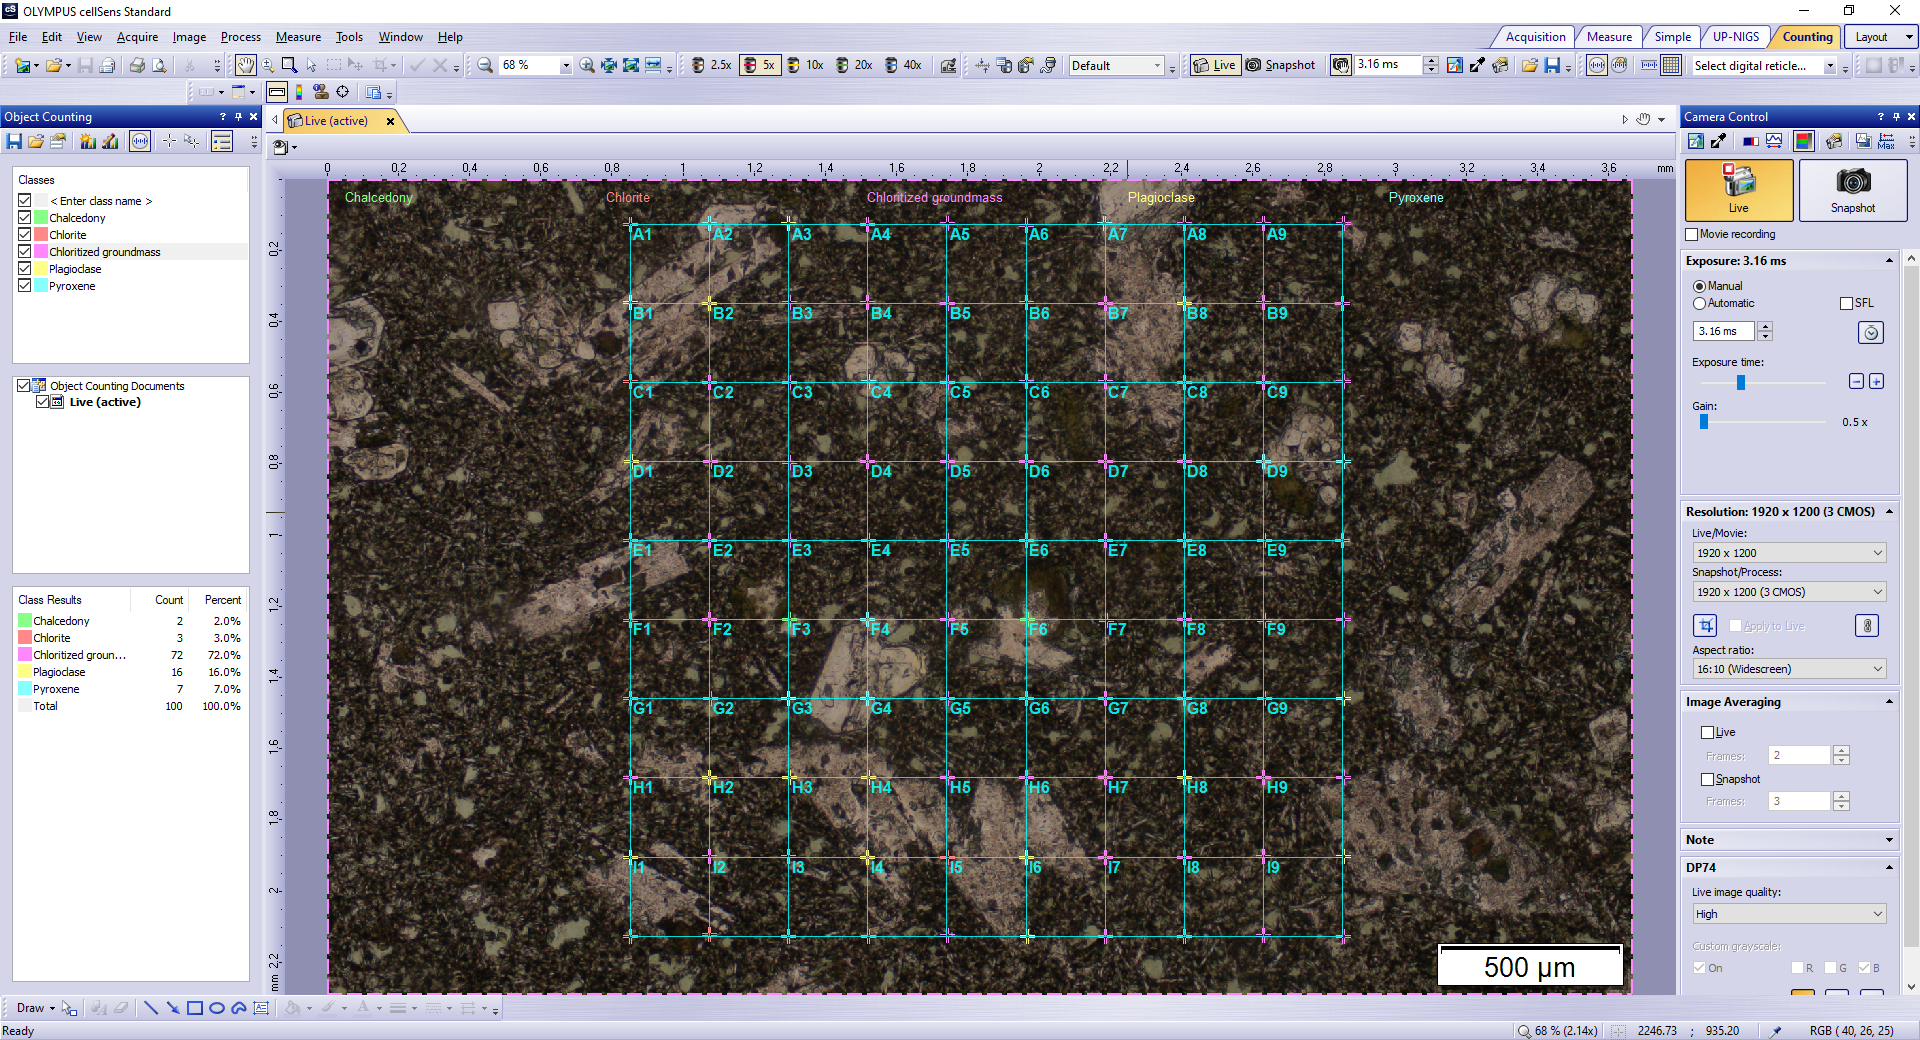 OLYMPUS cellSens Standard
File Edit View Acquire Image Process Measure Tools Window Help
Acquisition Measure Simple UP-NIGS Counting Layout
68 % 2.5x 5x 10x 20x 40x Default Live Snapshot 3.16 ms Select digital reticle...
Object Counting
Classes
< Enter class name >
Chalcedony
Chlorite
Chloritized groundmass
Plagioclase
Pyroxene
Object Counting Documents
Live (active)
Class Results Count Percent
Chalcedony 2 2.0%
Chlorite 3 3.0%
Chloritized groun... 72 72.0%
Plagioclase 16 16.0%
Pyroxene 7 7.0%
Total 100 100.0%
Live (active)
0 0,2 0,4 0,6 0,8 1 1,2 1,4 1,6 1,8 2 2,2 2,4 2,6 2,8 3 3,2 3,4 3,6 mm
0,2
0,4
0,6
0,8
1
1,2
1,4
1,6
1,8
2
2,2
mm
Chalcedony Chlorite Chloritized groundmass Plagioclase Pyroxene
A1 A2 A3 A4 A5 A6 A7 A8 A9
B1 B2 B3 B4 B5 B6 B7 B8 B9
C1 C2 C3 C4 C5 C6 C7 C8 C9
D1 D2 D3 D4 D5 D6 D7 D8 D9
E1 E2 E3 E4 E5 E6 E7 E8 E9
F1 F2 F3 F4 F5 F6 F7 F8 F9
G1 G2 G3 G4 G5 G6 G7 G8 G9
H1 H2 H3 H4 H5 H6 H7 H8 H9
I1 I2 I3 I4 I5 I6 I7 I8 I9
500 µm
Camera Control
Max
Live Snapshot
Movie recording
Exposure: 3.16 ms
Manual
Automatic SFL
3.16 ms
Exposure time:
Gain:
0.5 x
Resolution: 1920 x 1200 (3 CMOS)
Live/Movie:
1920 x 1200
Snapshot/Process:
1920 x 1200 (3 CMOS)
Apply to Live
Aspect ratio:
16:10 (Widescreen)
Image Averaging
Live
Frames: 2
Snapshot
Frames: 3
Note
DP74
Live image quality:
High
Custom grayscale:
On R G B
Draw
Ready
68 % (2.14x) 2246.73 ; 935.20 RGB ( 40, 26, 25)